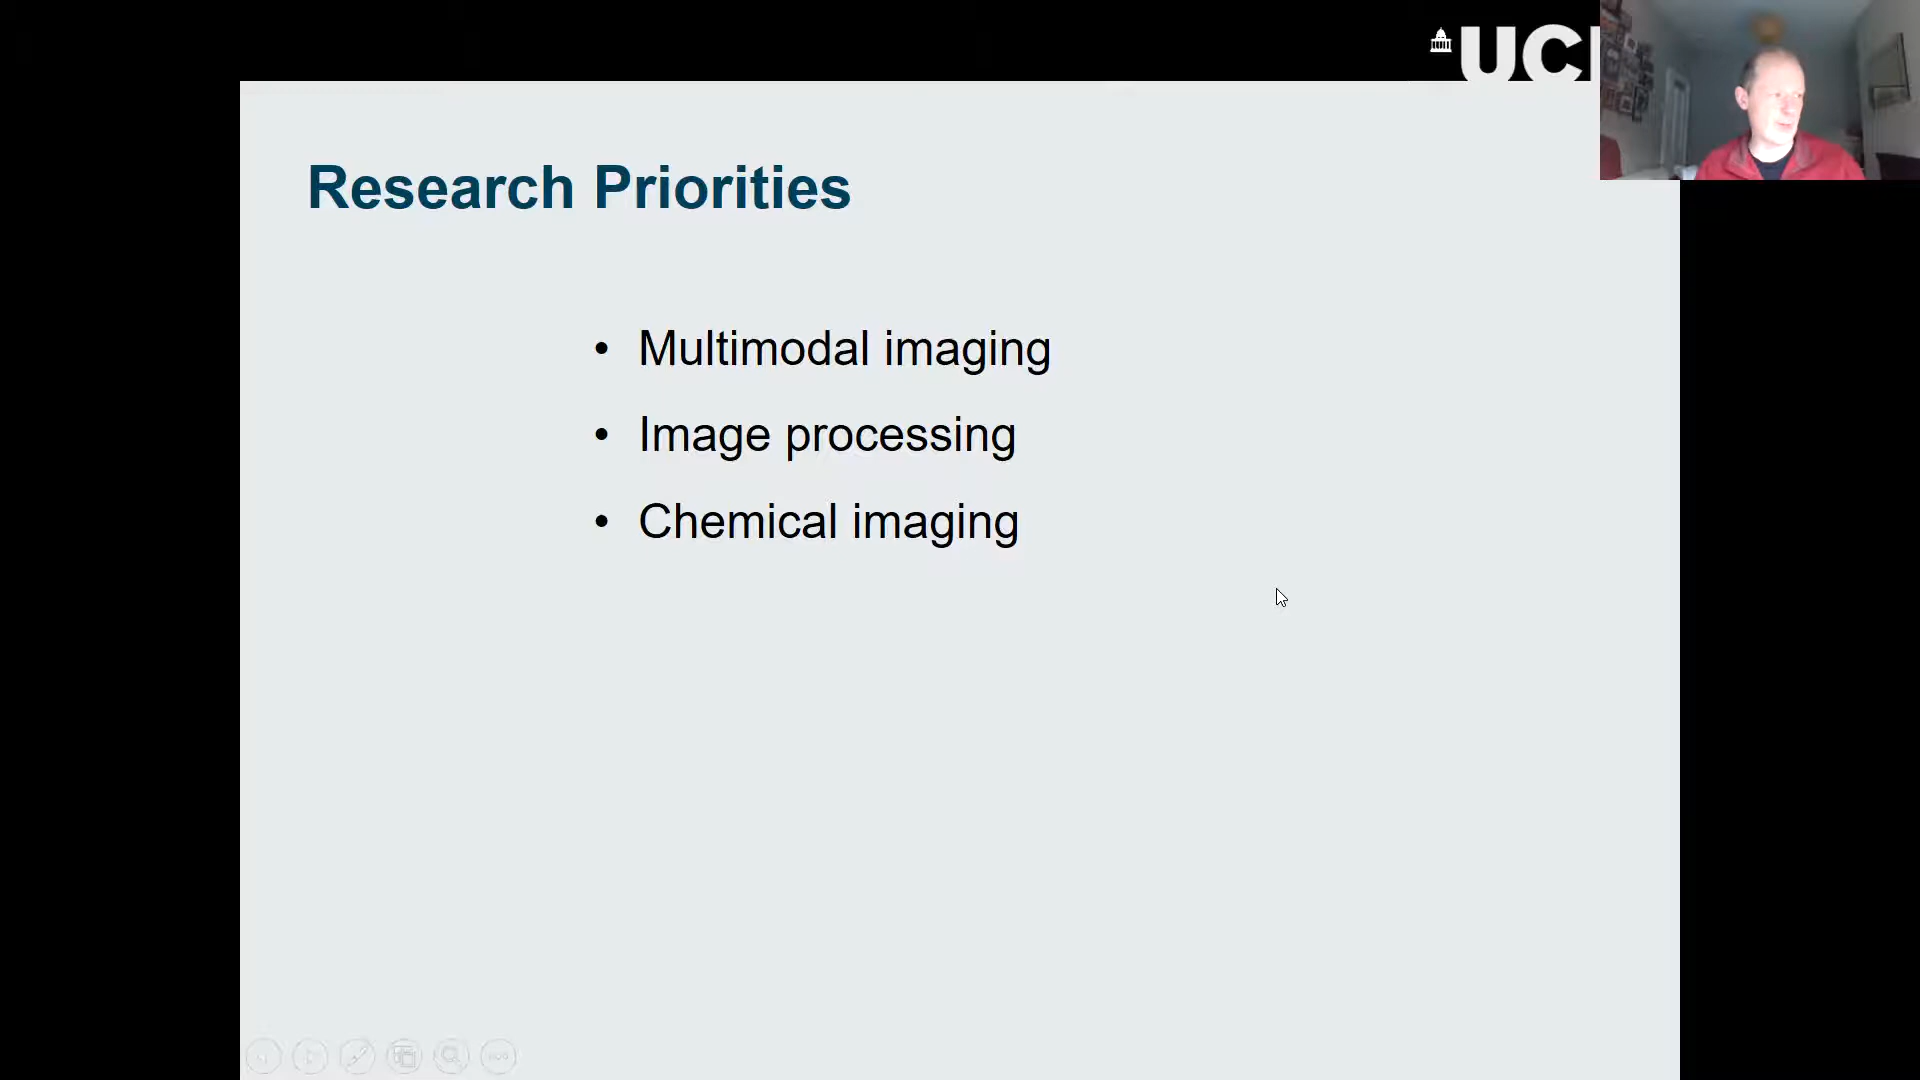 UCL
Research Priorities
• Multimodal imaging
• Image processing
• Chemical imaging